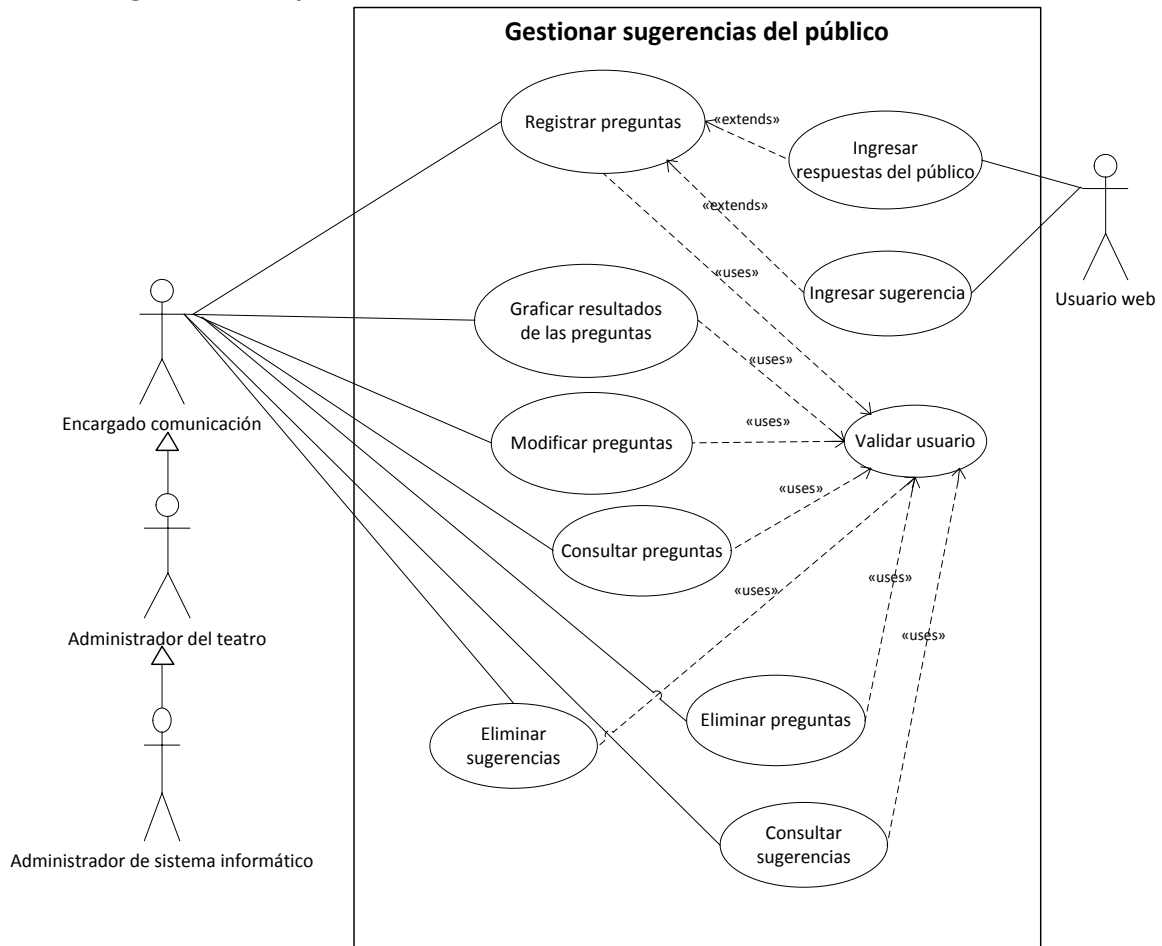 Gestionar sugerencias del público
Registrar preguntas
«extends»
Ingresar
respuestas del público
«extends»
«uses»
Ingresar sugerencia
Usuario web
Graficar resultados
de las preguntas
«uses»
Encargado comunicación
Modificar preguntas
«uses»
Validar usuario
«uses»
Consultar preguntas
«uses»
«uses»
Administrador del teatro
«uses»
Eliminar preguntas
Eliminar
sugerencias
Consultar
sugerencias
Administrador de sistema informático